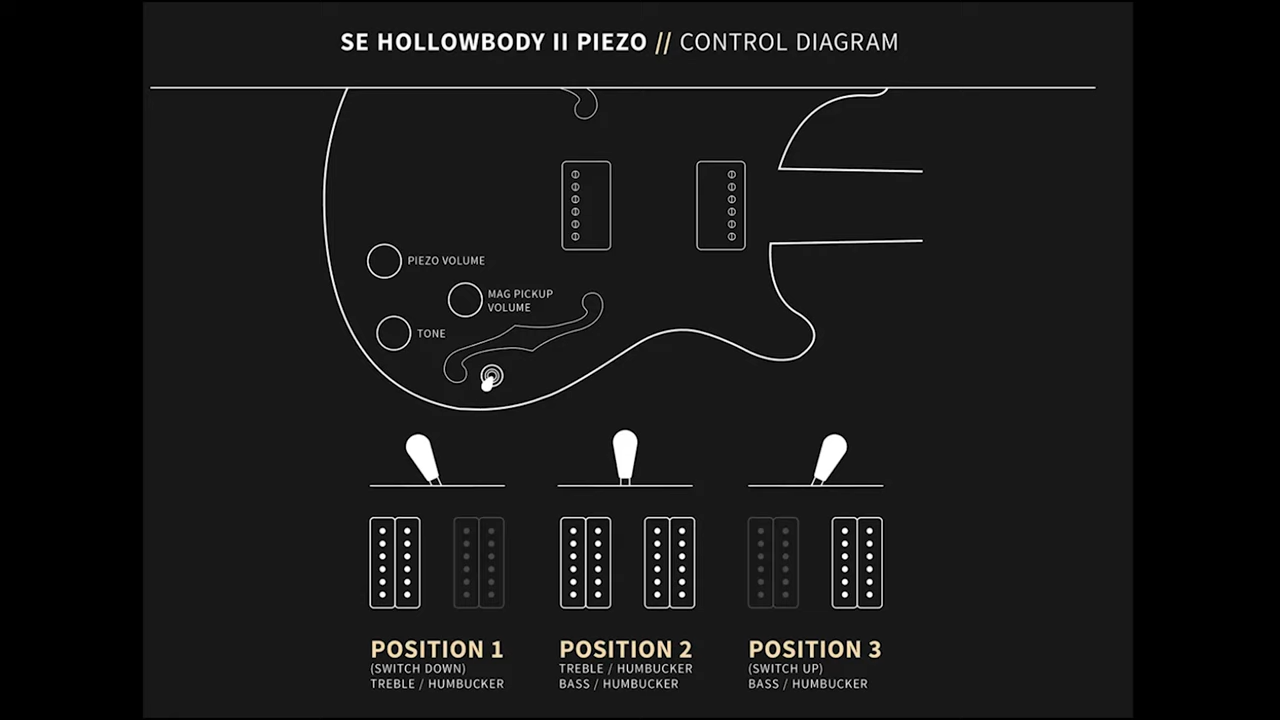 SE HOLLOWBODY II PIEZO // CONTROL DIAGRAM
PIEZO VOLUME
MAG PICKUP
VOLUME
TONE
POSITION 1
(SWITCH DOWN)
TREBLE / HUMBUCKER
POSITION 2
TREBLE / HUMBUCKER
BASS / HUMBUCKER
POSITION 3
(SWITCH UP)
BASS / HUMBUCKER